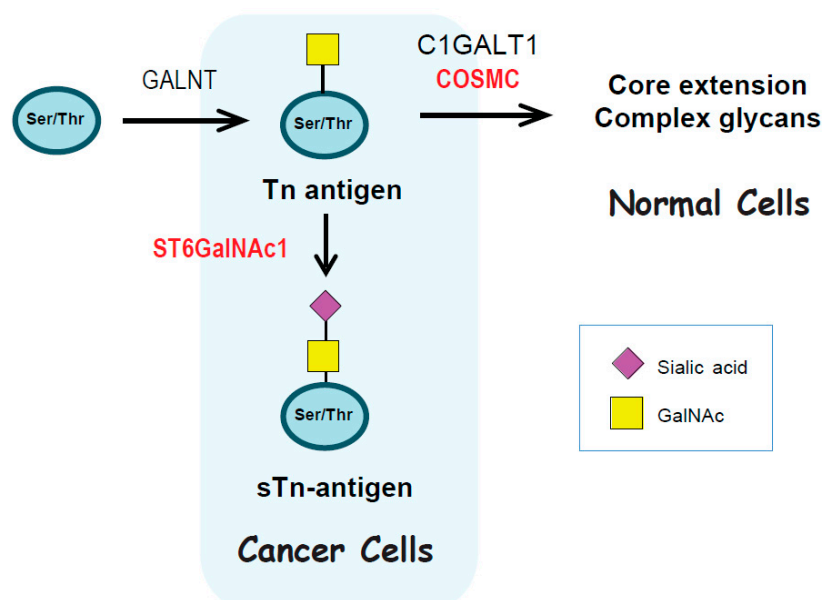 Ser/Thr
GALNT
Ser/Thr
Tn antigen
C1GALT1
COSMC
Core extension
Complex glycans
Normal Cells
ST6GalNAc1
Ser/Thr
sTn-antigen
Cancer Cells
Sialic acid
GalNAc